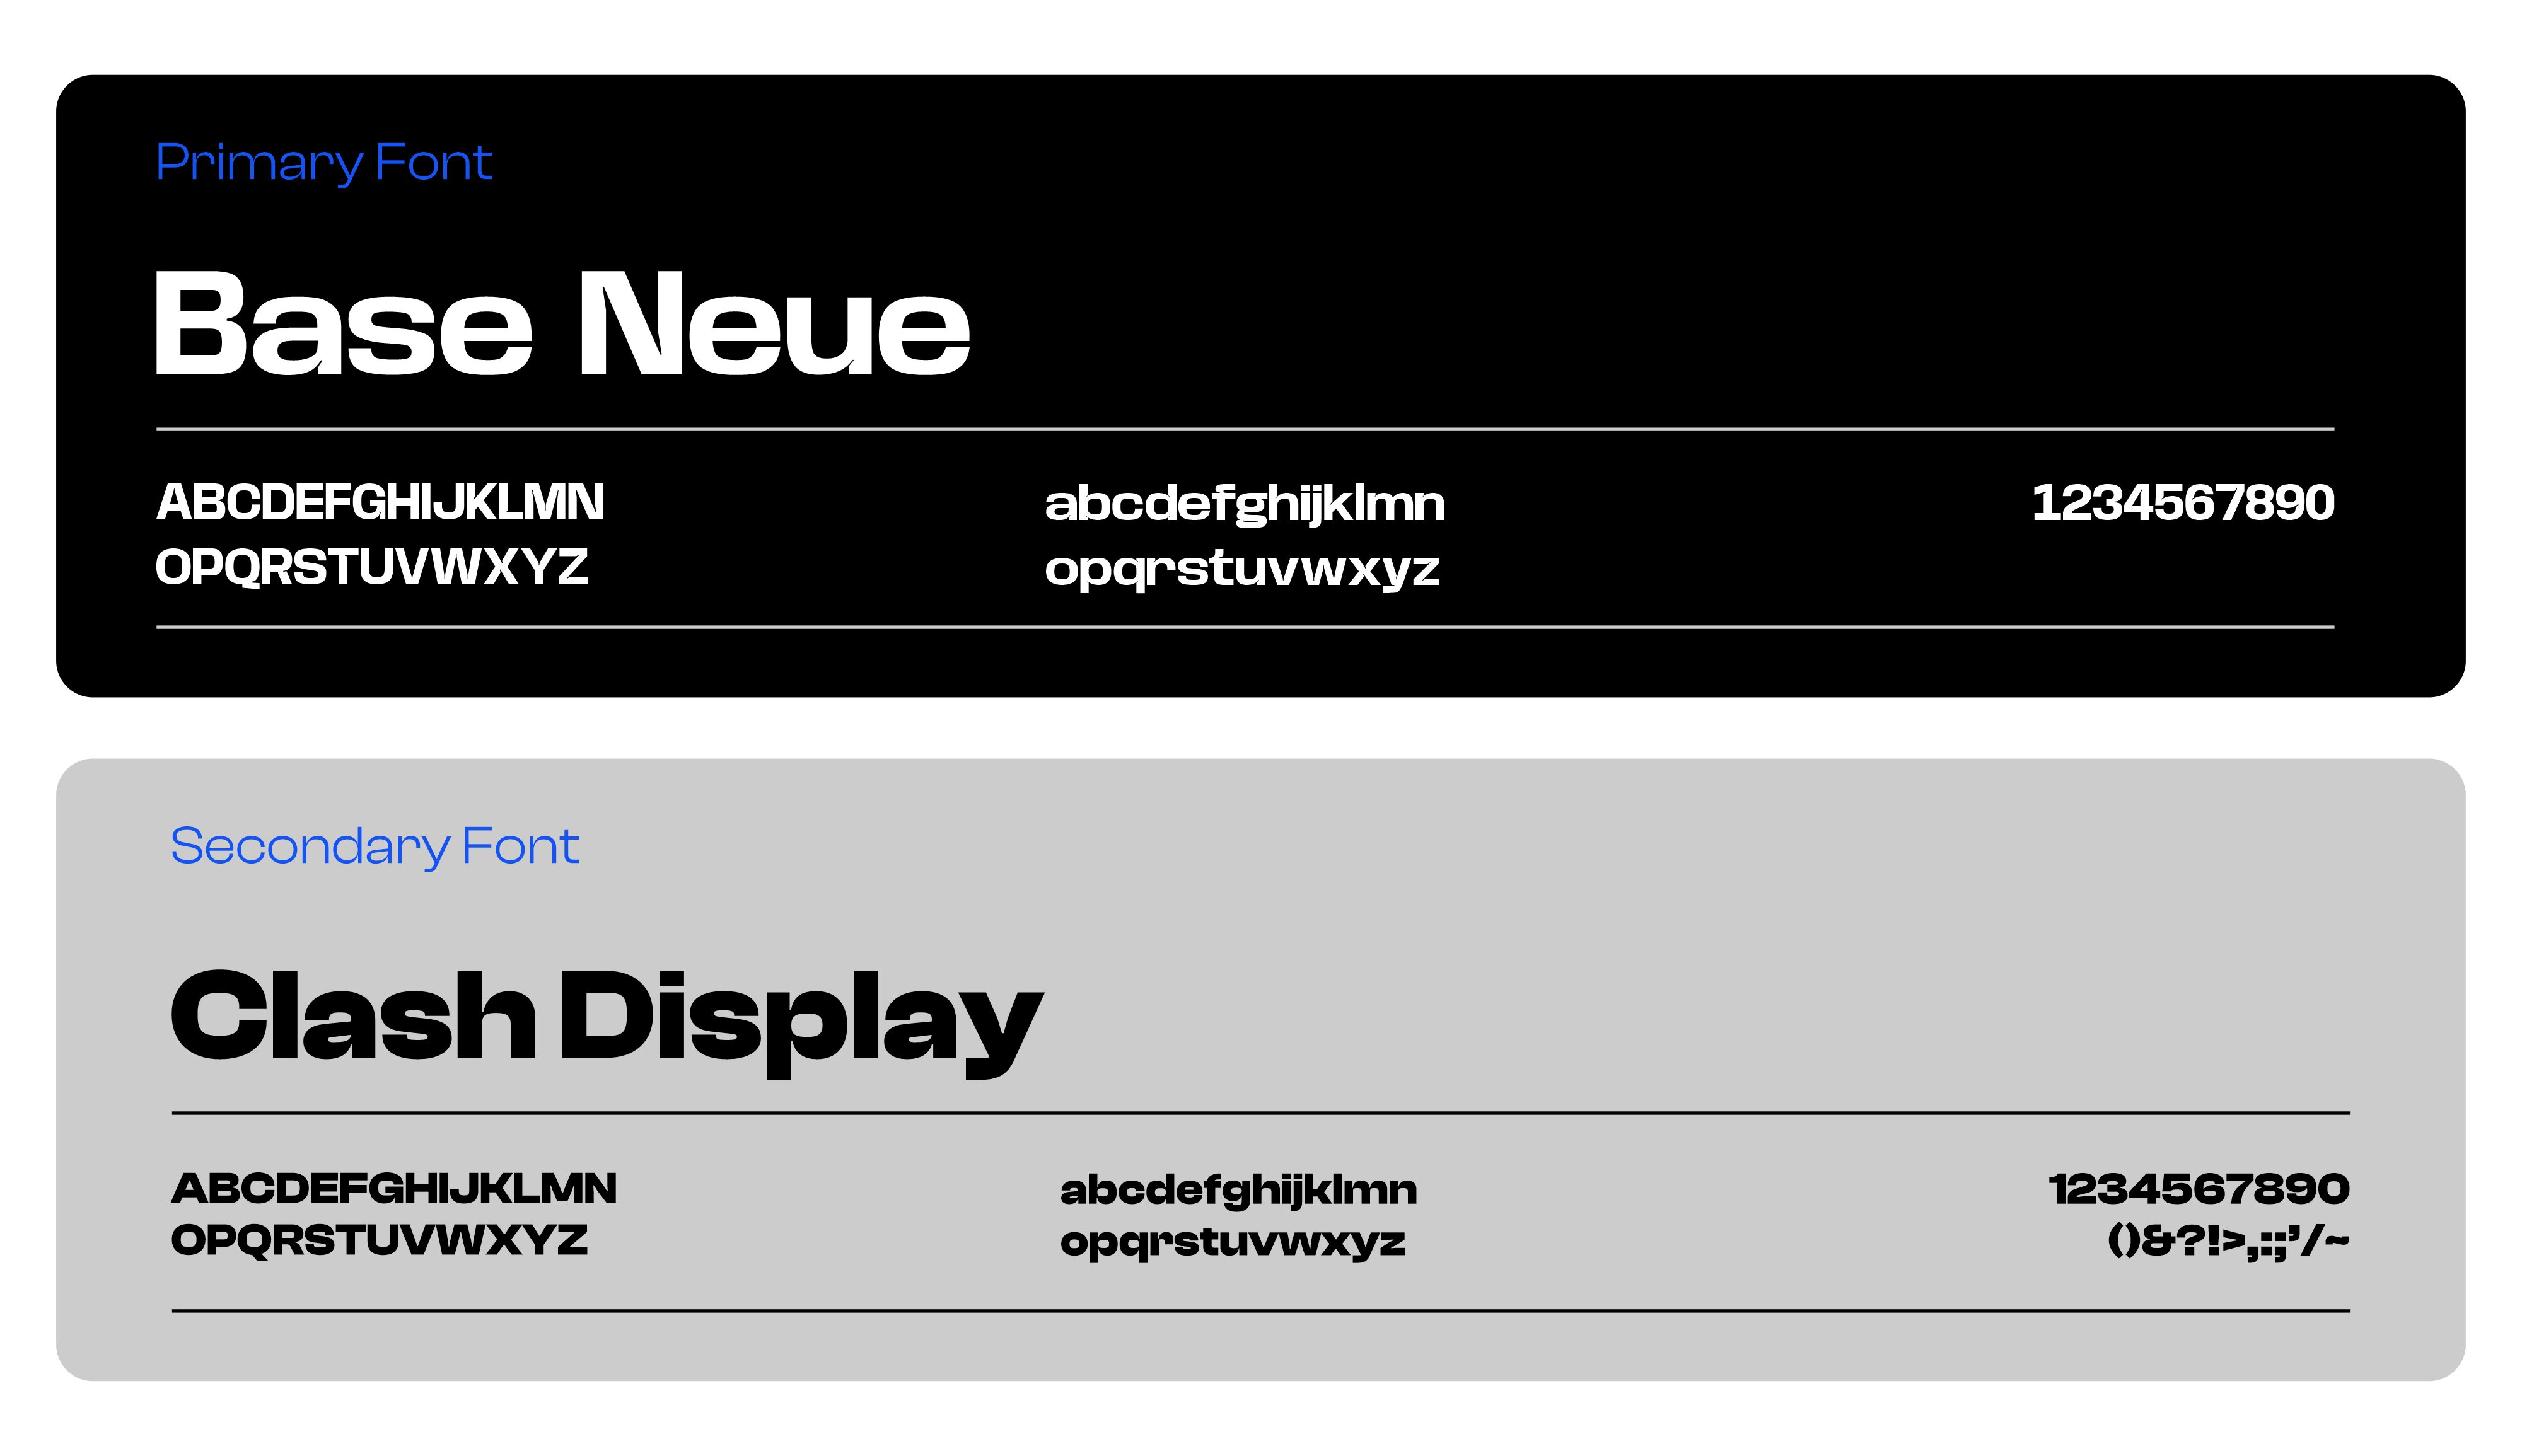 Primary Font
Base Neue
ABCDEFGHIJKLMN
OPQRSTUVWXYZ
abcdefghijklmn
opqrstuvwxyz
1234567890
Secondary Font
Clash Display
ABCDEFGHIJKLMN
OPQRSTUVWXYZ
abcdefghijklmn
opqrstuvwxyz
1234567890
()&?!>,:;’/~